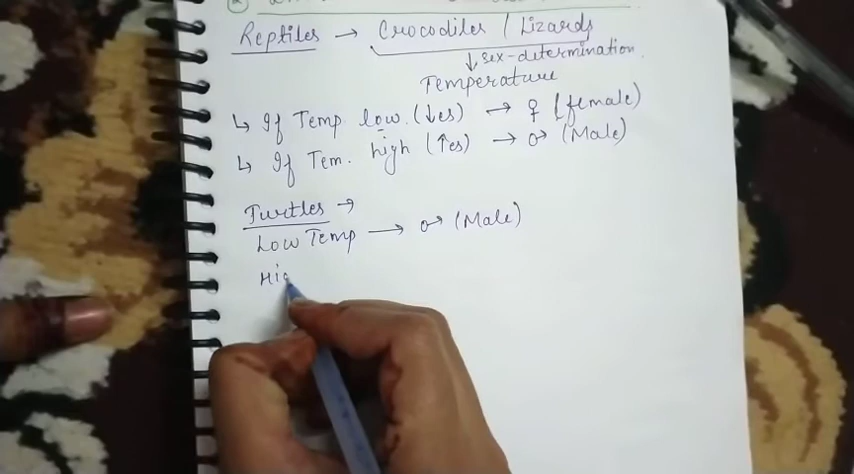 Reptiles → Crocodiles / Lizards
↓ sex-determination.
Temperature
↳ If Temp low. (↓es) → ♀ (female)
↳ If Tem. high (↑es) → ♂ (Male)
Turtles →
Low Temp → ♂ (Male)
Hig